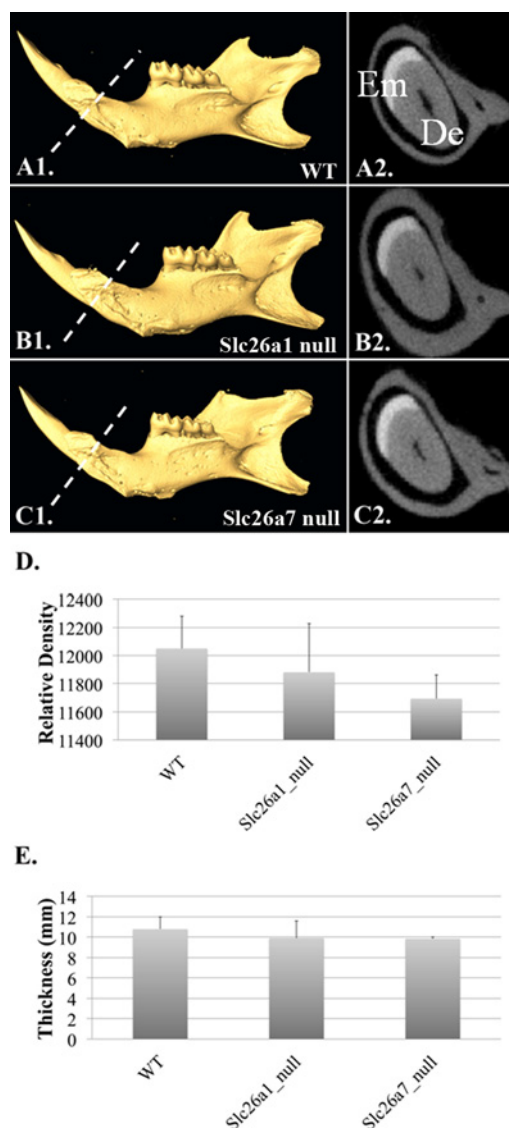 Em
De
A1.
WT
A2.
B1.
Slc26a1 null
B2.
C1.
Slc26a7 null
C2.
D.
Relative Density
12400
12200
12000
11800
11600
11400
WT
Slc26a1_null
Slc26a7_null
E.
Thickness (mm)
14
12
10
8
6
4
2
0
WT
Slc26a1_null
Slc26a7_null